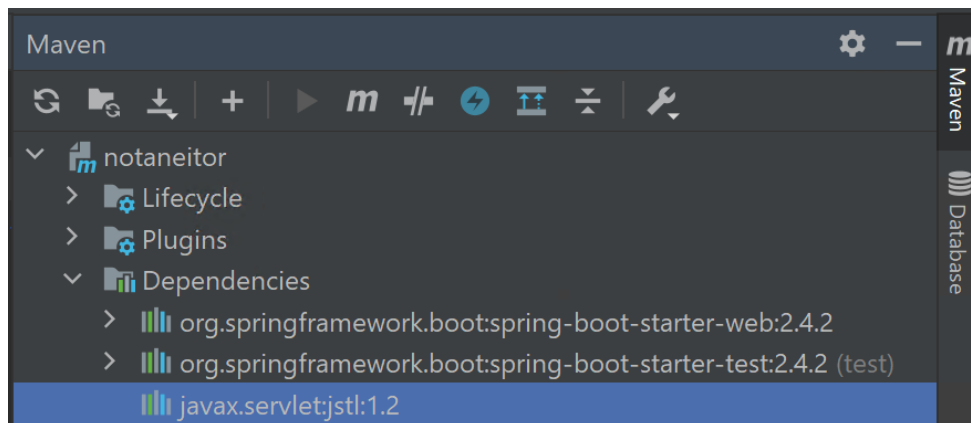 Maven
notaneitor
Lifecycle
Plugins
Dependencies
org.springframework.boot:spring-boot-starter-web:2.4.2
org.springframework.boot:spring-boot-starter-test:2.4.2 (test)
javax.servlet:jstl:1.2
Maven
Database